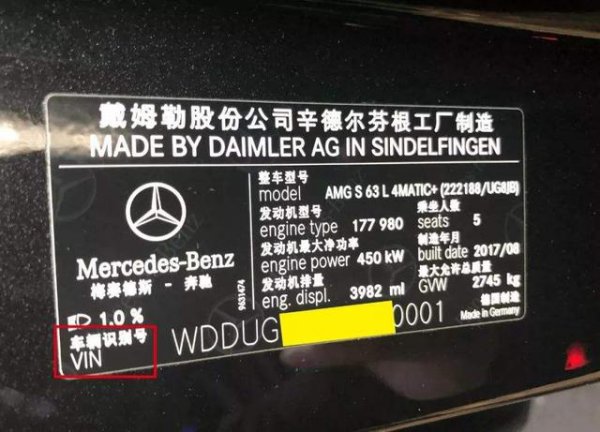 戴姆勒股份公司辛德尔芬根工厂制造
MADE BY DAIMLER AG IN SINDELFINGEN
整车型号
model AMG S 63 L 4MATIC+ (222188/UG8JB)
发动机型号 乘坐人数
engine type 177 980 seats 5
发动机最大净功率 制造年月
engine power 450 kW built date 2017/08
发动机排量 最大允许总质量
eng. displ. 3982 ml GVW 2745 kg
德国制造
Made in Germany
Mercedes-Benz
梅赛德斯 - 奔驰
1.0 %
车辆识别号
VIN WDDUG 0001